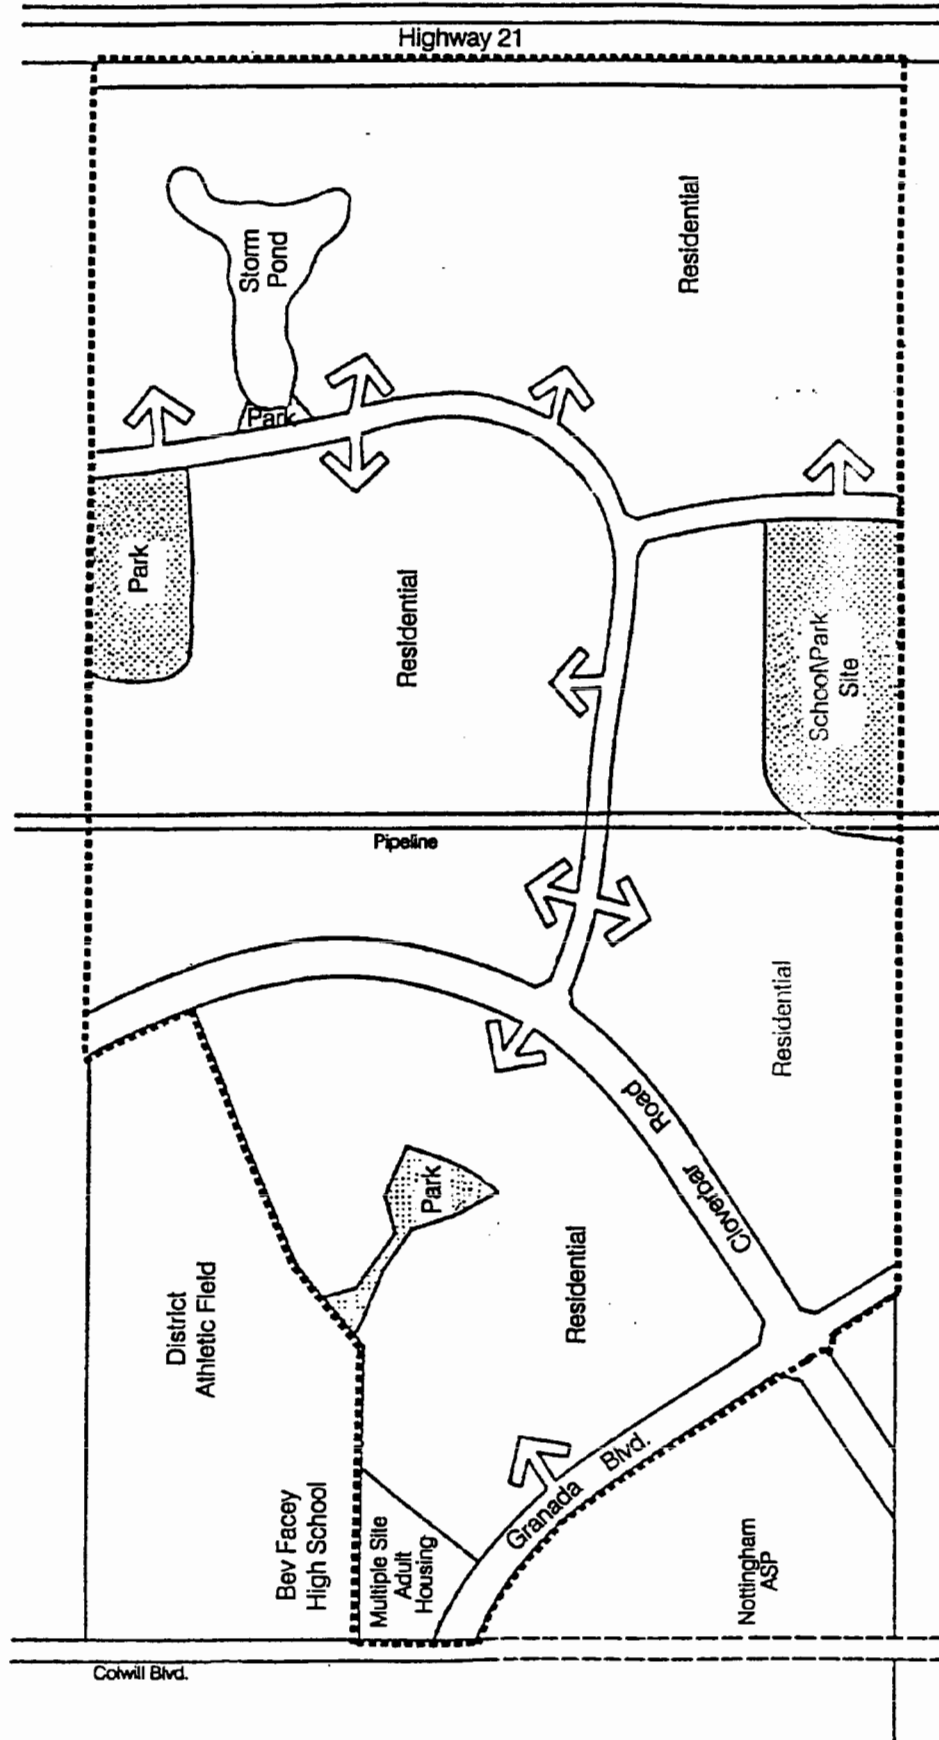 Highway 21
Residential
Storm
Pond
Park
Park
Residential
School\Park
Site
Pipeline
Residential
Cloverbar Road
Park
Residential
District
Athletic Field
Granada Blvd.
Bev Facey
High School
Multiple Site
Adult
Housing
Nottingham
ASP
Colwill Blvd.